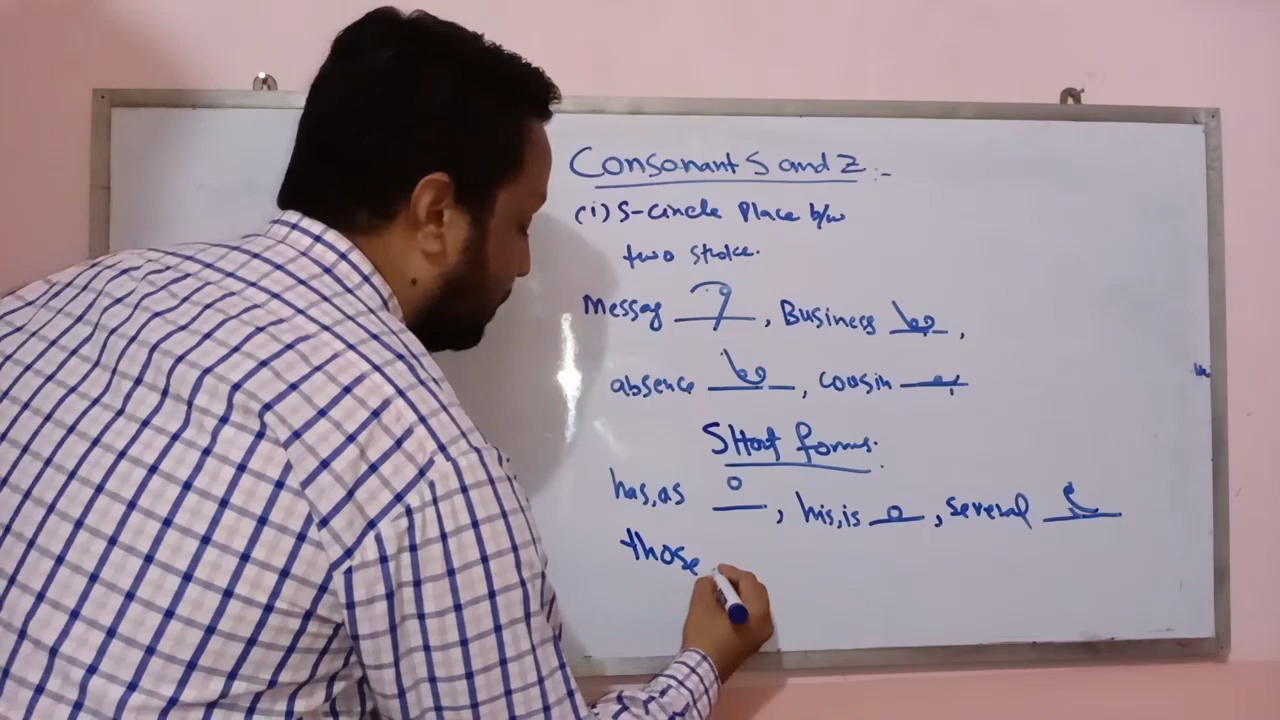 Consonant S and Z :-
(i) S-circle Place b/w
two stroke.
Messag , Business ,
absence , cousin
SHort forms.
has,as , his,is , several
those